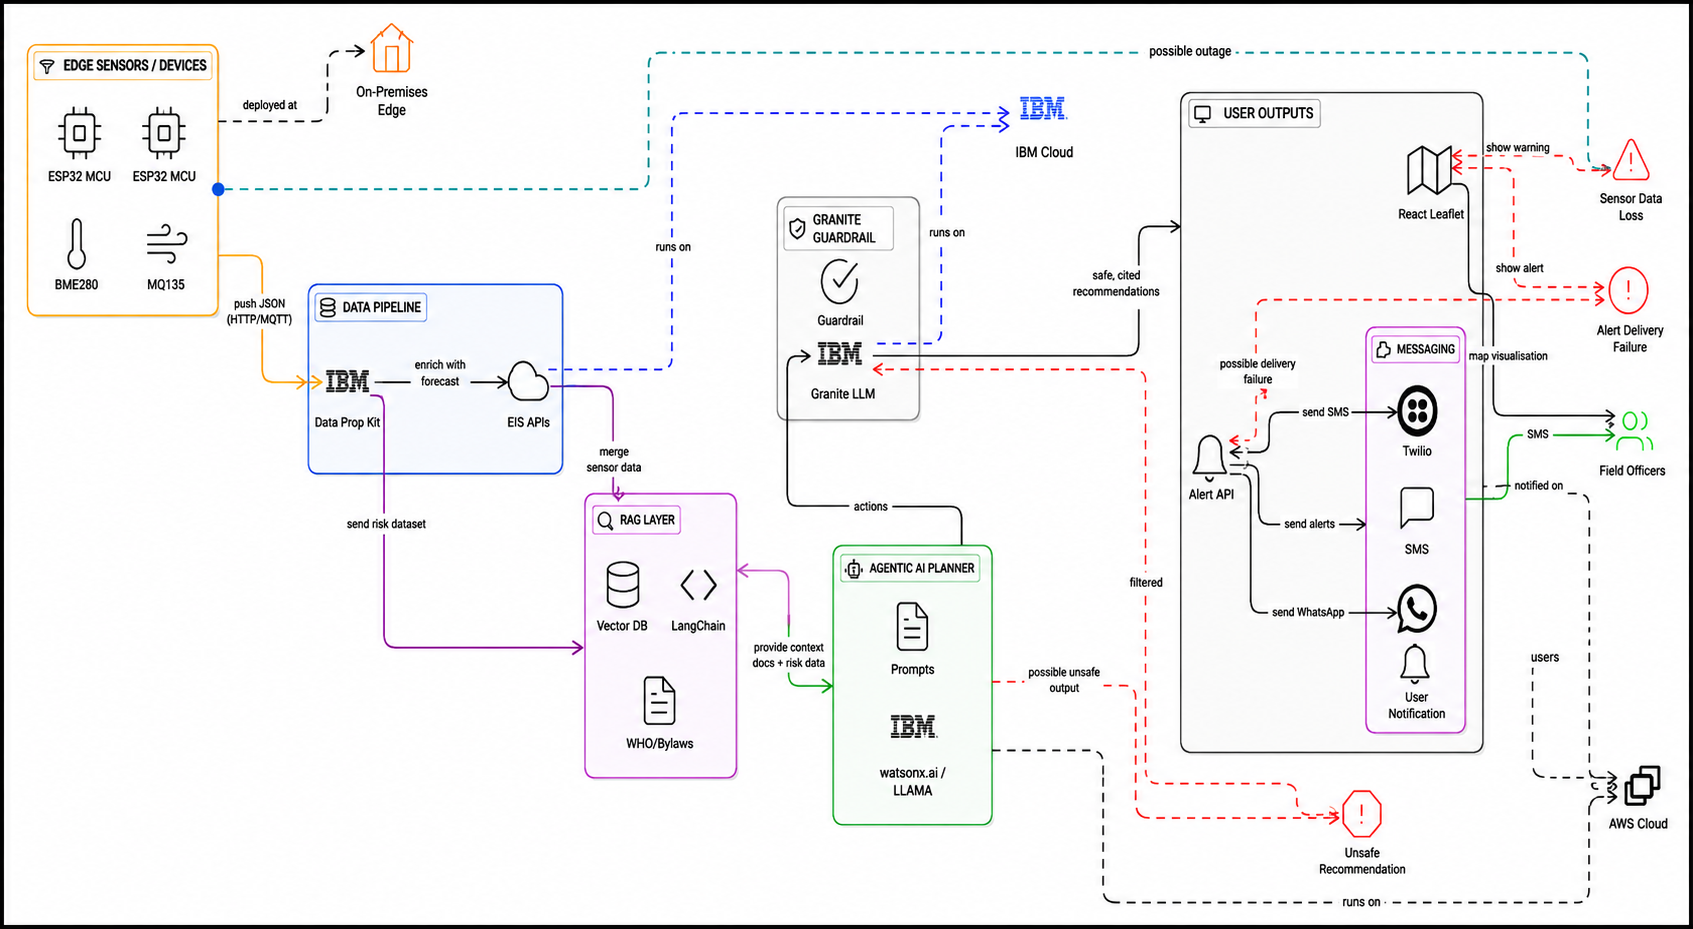 EDGE SENSORS / DEVICES
ESP32 MCU
ESP32 MCU
BME280
MQ135
deployed at
On-Premises
Edge
possible outage
push JSON
(HTTP/MQTT)
DATA PIPELINE
IBM
Data Prop Kit
enrich with
forecast
EIS APIs
runs on
IBM
IBM Cloud
runs on
merge
sensor data
send risk dataset
RAG LAYER
Vector DB
LangChain
WHO/Bylaws
provide context
docs + risk data
GRANITE
GUARDRAIL
Guardrail
IBM
Granite LLM
actions
AGENTIC AI PLANNER
Prompts
IBM
watsonx.ai /
LLAMA
safe, cited
recommendations
filtered
possible unsafe
output
Unsafe
Recommendation
runs on
USER OUTPUTS
React Leaflet
show warning
Sensor Data
Loss
show alert
Alert Delivery
Failure
possible delivery
failure
Alert API
send SMS
send alerts
send WhatsApp
MESSAGING
Twilio
SMS
User
Notification
map visualisation
SMS
Field Officers
notified on
users
AWS Cloud